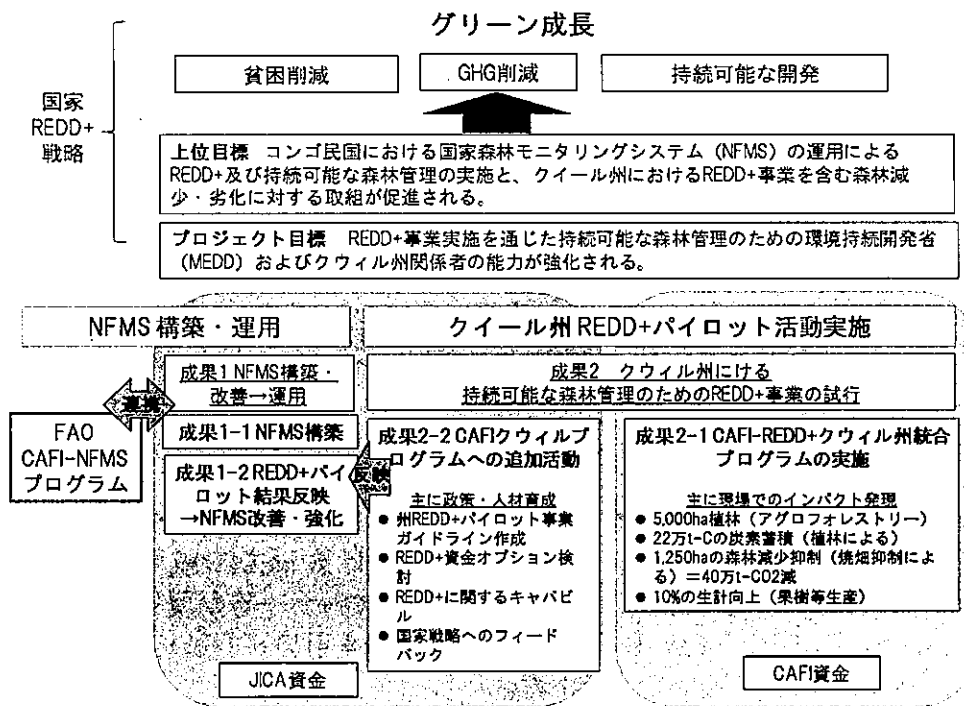 グリーン成長
貧困削減
GHG削減
持続可能な開発
国家
REDD+
戦略
上位目標 コンゴ民国における国家森林モニタリングシステム（NFMS）の運用による
REDD+及び持続可能な森林管理の実施と、クイール州におけるREDD+事業を含む森林減
少・劣化に対する取組が促進される。
プロジェクト目標 REDD+事業実施を通じた持続可能な森林管理のための環境持続開発省
（MEDD）およびクウィル州関係者の能力が強化される。
NFMS構築・運用
クイール州REDD+パイロット活動実施
成果1 NFMS構築・
改善→運用
成果2 クウィル州にける
持続可能な森林管理のためのREDD+事業の試行
連携
FAO
CAFI-NFMS
プログラム
成果1-1 NFMS構築
成果1-2 REDD+パイ
ロット結果反映
→NFMS改善・強化
反映
成果2-2 CAFIクウィルプ
ログラムへの追加活動
主に政策・人材育成
● 州REDD+パイロット事業
ガイドライン作成
● REDD+資金オプション検
討
● REDD+に関するキャパビ
ル
● 国家戦略へのフィード
バック
成果2-1 CAFI-REDD+クウィル州統合
プログラムの実施
主に現場でのインパクト発現
● 5,000ha植林（アグロフォレストリー）
● 22万t-Cの炭素蓄積（植林による）
● 1,250haの森林減少抑制（焼畑抑制によ
る）＝40万t-CO2減
● 10%の生計向上（果樹等生産）
JICA資金
CAFI資金